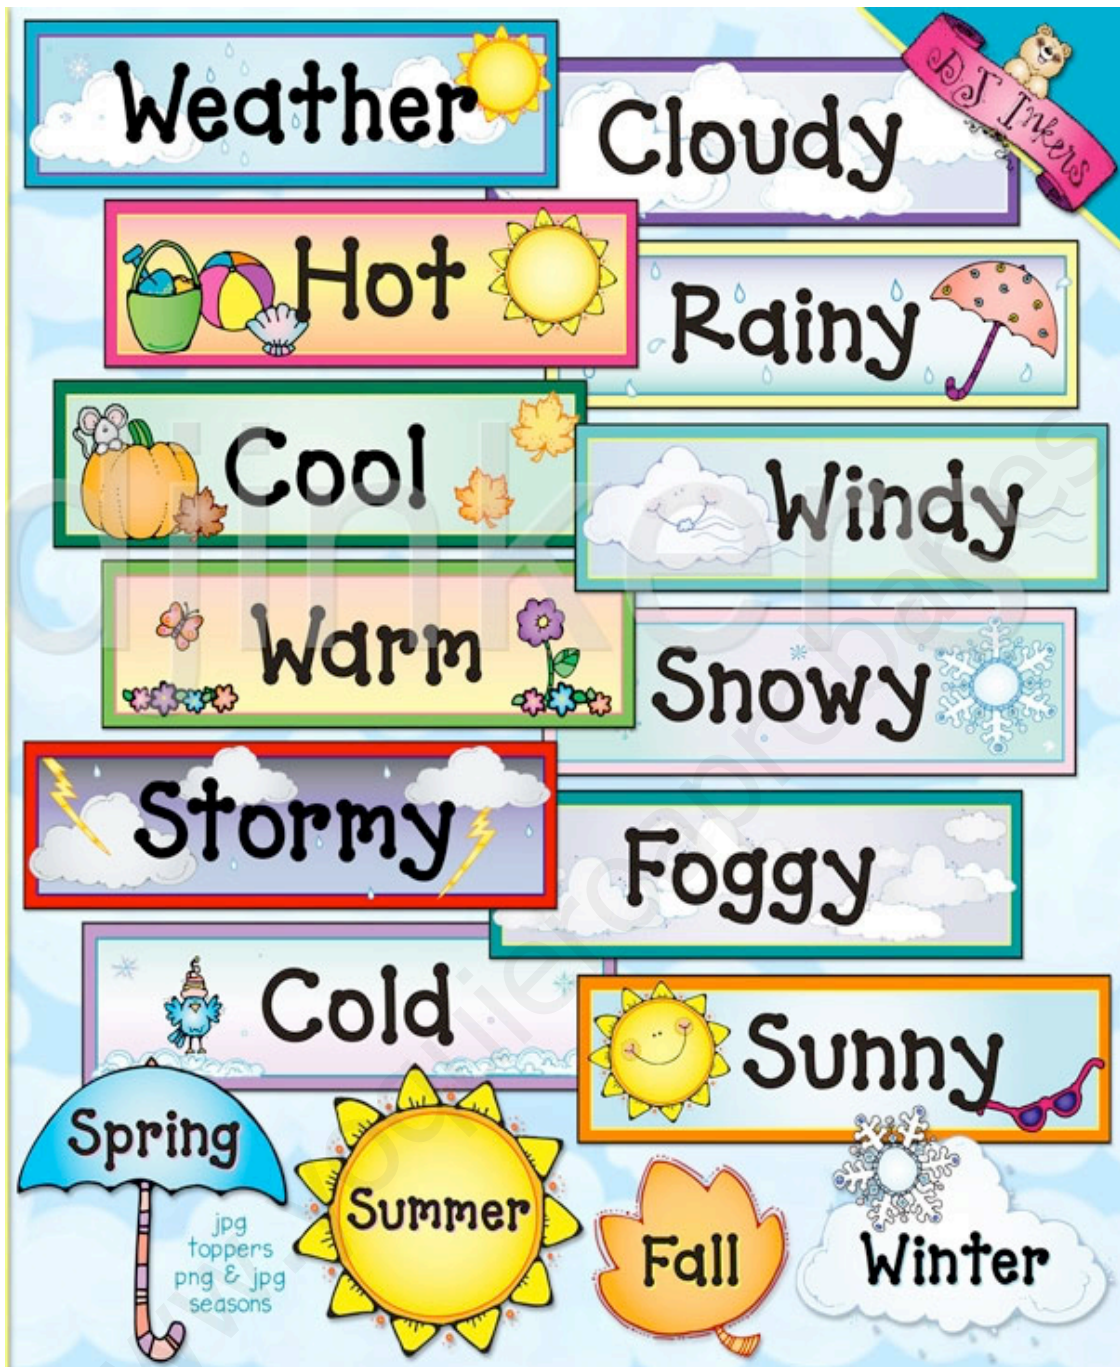 Weather
DJ Inkers
Cloudy
Hot
Rainy
Cool
Windy
Warm
Snowy
Stormy
Foggy
Cold
Sunny
Spring
Summer
Fall
Winter
jpg
toppers
png & jpg
seasons